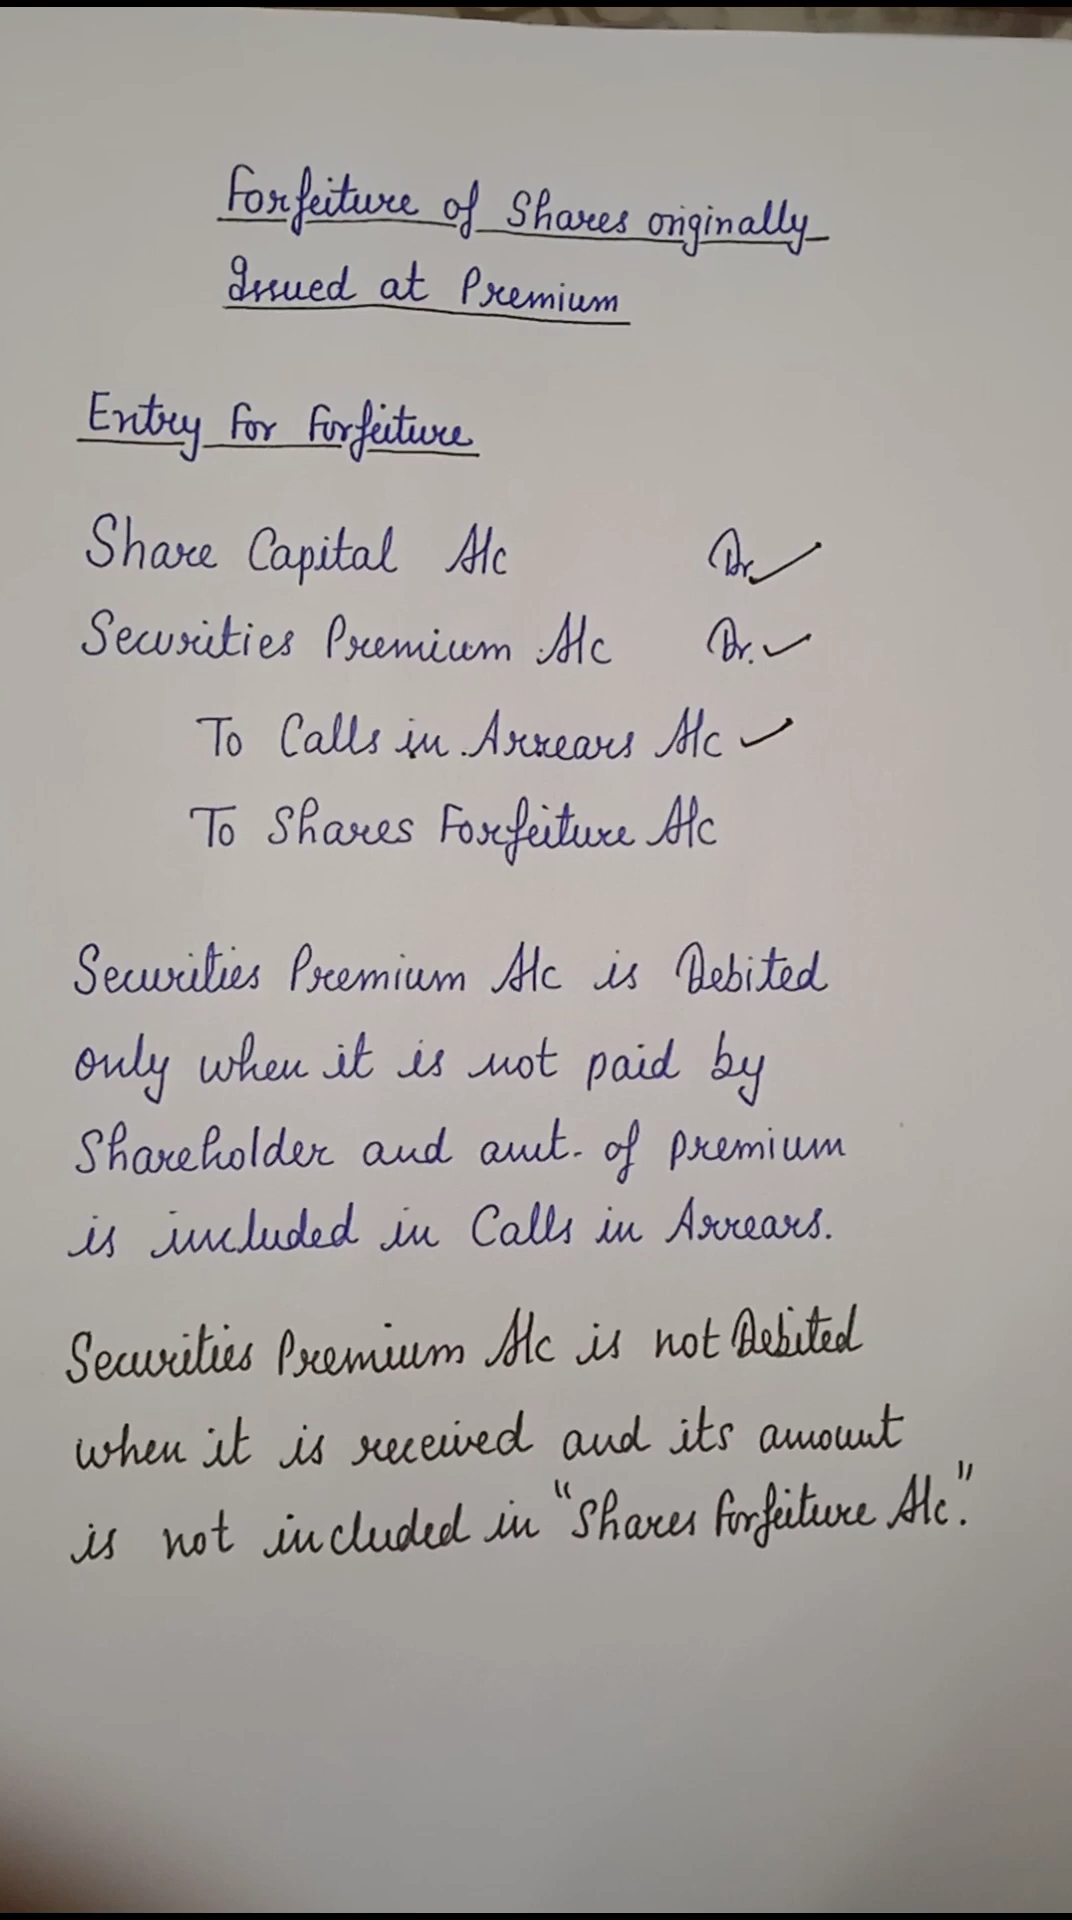 Forfeiture of Shares originally
Issued at Premium
Entry For Forfeiture
Share Capital A/c Dr
Securities Premium A/c Dr.
To Calls in Arrears A/c
To Shares Forfeiture A/c
Securities Premium A/c is Debited
only when it is not paid by
Shareholder and amt. of premium
is included in Calls in Arrears.
Securities Premium A/c is not Debited
when it is received and its amount
is not included in "Shares Forfeiture A/c."